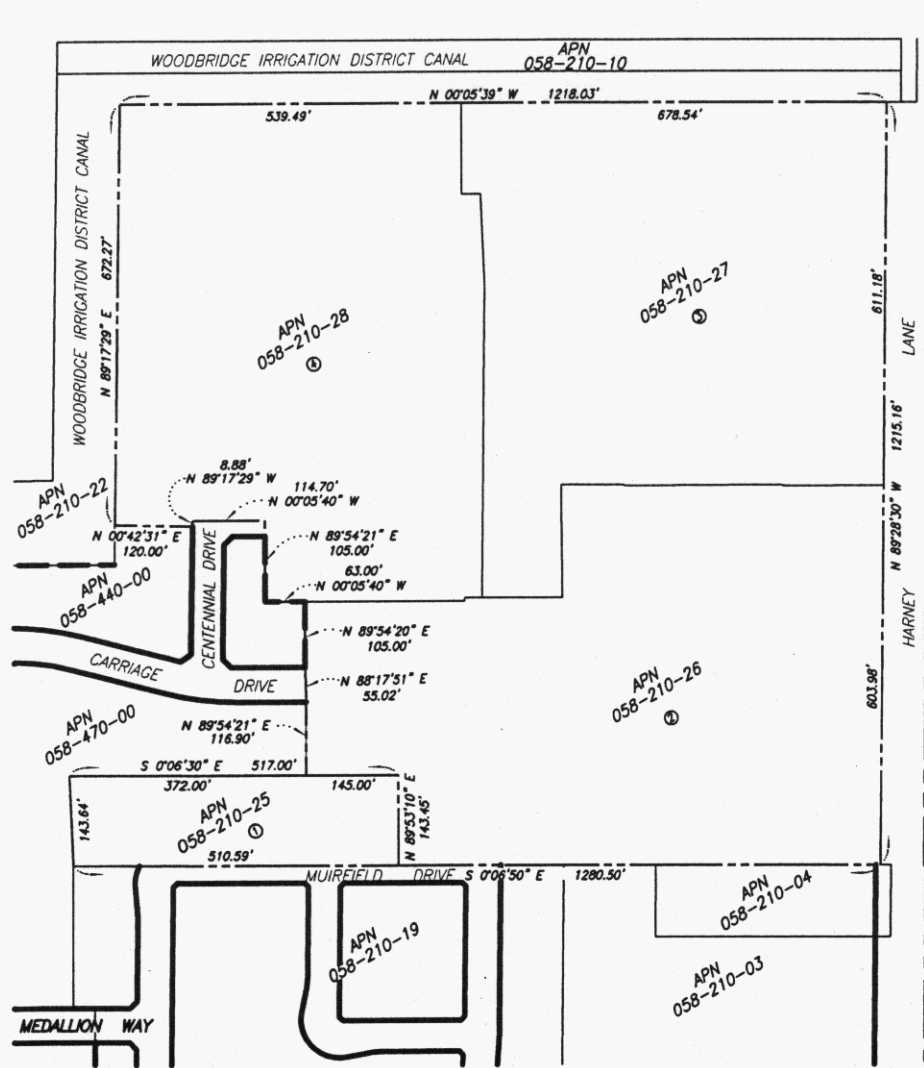 WOODBRIDGE IRRIGATION DISTRICT CANAL
APN
058-210-10
N 00°05'39" W 1218.03'
539.49'
678.54'
WOODBRIDGE IRRIGATION DISTRICT CANAL
N 89°17'29" E 672.27'
APN
058-210-28
④
APN
058-210-27
③
611.18'
HARNEY LANE
N 89°28'30" W 1215.16'
8.88'
N 89°17'29" W
114.70'
N 00°05'40" W
APN
058-210-22
N 00°42'31" E
120.00'
N 89°54'21" E
105.00'
63.00'
N 00°05'40" W
APN
058-440-00
CENTENNIAL DRIVE
N 89°54'20" E
105.00'
CARRIAGE DRIVE
N 88°17'51" E
55.02'
APN
058-210-26
②
603.98'
APN
058-470-00
N 89°54'21" E
116.90'
S 0°06'30" E 517.00'
372.00'
145.00'
143.64'
APN
058-210-25
①
N 89°53'10" E
143.45'
510.59'
MUIRFIELD DRIVE S 0°06'50" E 1280.50'
APN
058-210-04
APN
058-210-19
APN
058-210-03
MEDALLION WAY